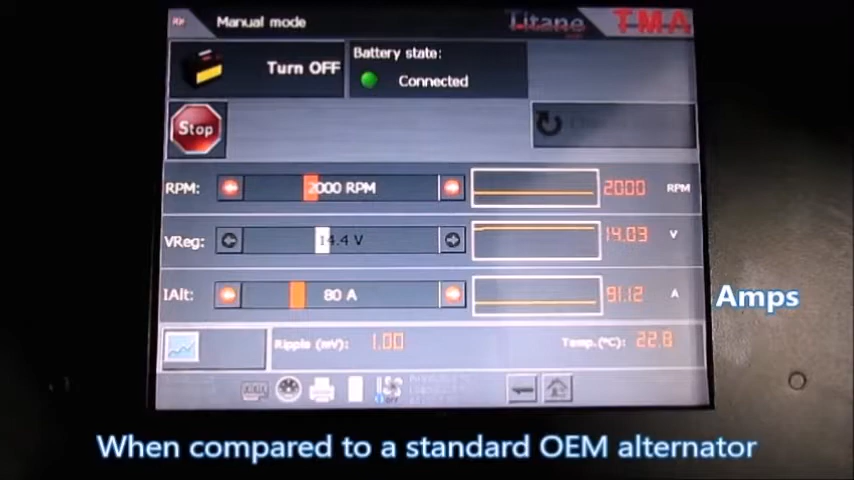 Manual mode
Titane
TMA
Turn OFF
Battery state:
Connected
Stop
RPM:
2000 RPM
2000
RPM
VReg:
14.4 V
14.03
V
IAlt:
80 A
91.12
A
Amps
Ripple (mV):
1.00
Temp.(°C):
22.8
OFF
When compared to a standard OEM alternator